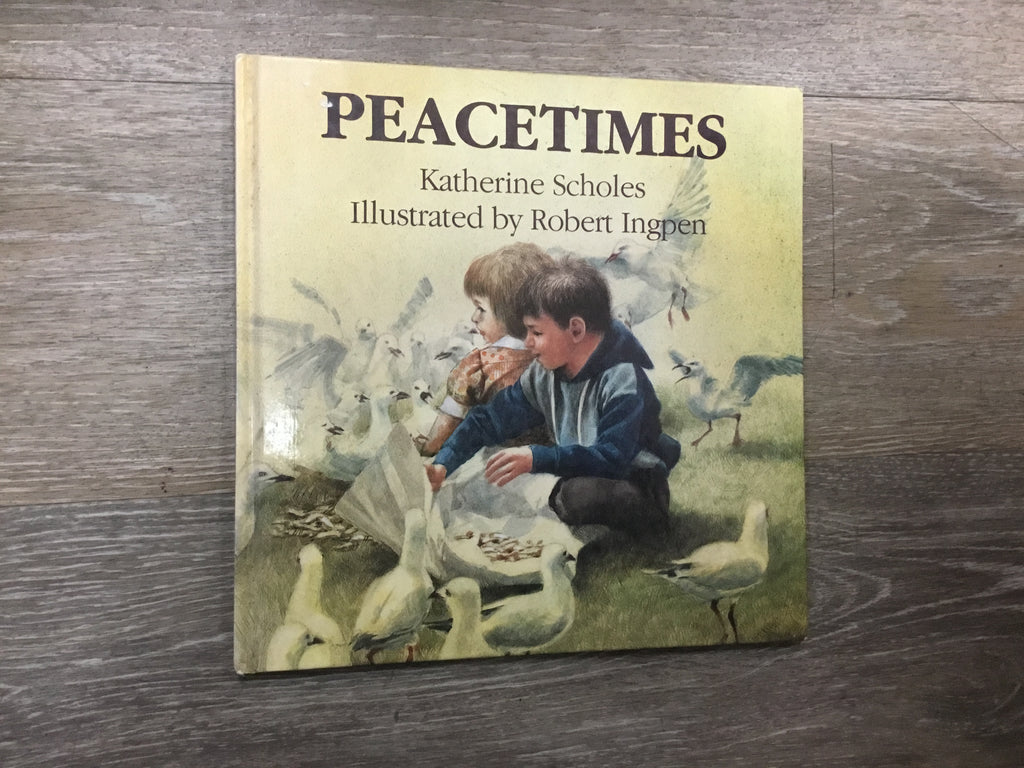 PEACETIMES
Katherine Scholes
Illustrated by Robert Ingpen